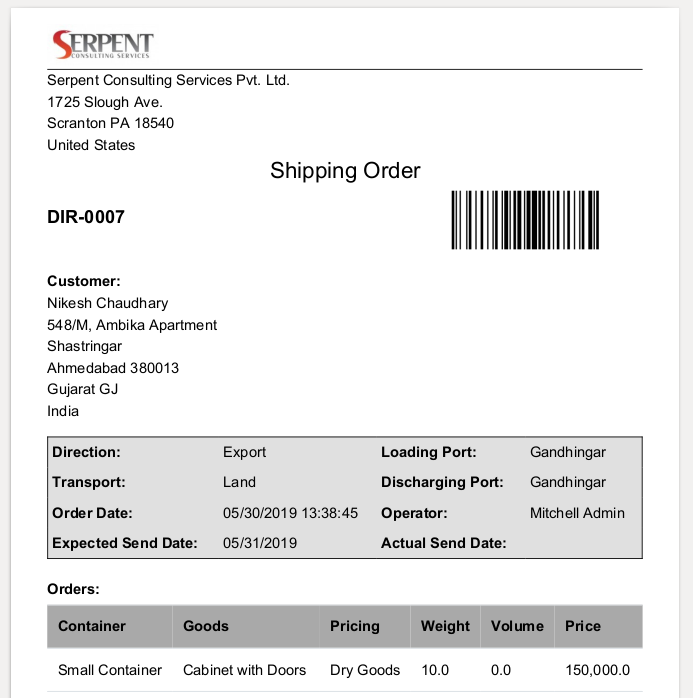 SERPENT
CONSULTING SERVICES
Serpent Consulting Services Pvt. Ltd.
1725 Slough Ave.
Scranton PA 18540
United States
Shipping Order
DIR-0007
Customer:
Nikesh Chaudhary
548/M, Ambika Apartment
Shastringar
Ahmedabad 380013
Gujarat GJ
India
Direction: Export Loading Port: Gandhingar
Transport: Land Discharging Port: Gandhingar
Order Date: 05/30/2019 13:38:45 Operator: Mitchell Admin
Expected Send Date: 05/31/2019 Actual Send Date:
Orders:
Container Goods Pricing Weight Volume Price
Small Container Cabinet with Doors Dry Goods 10.0 0.0 150,000.0